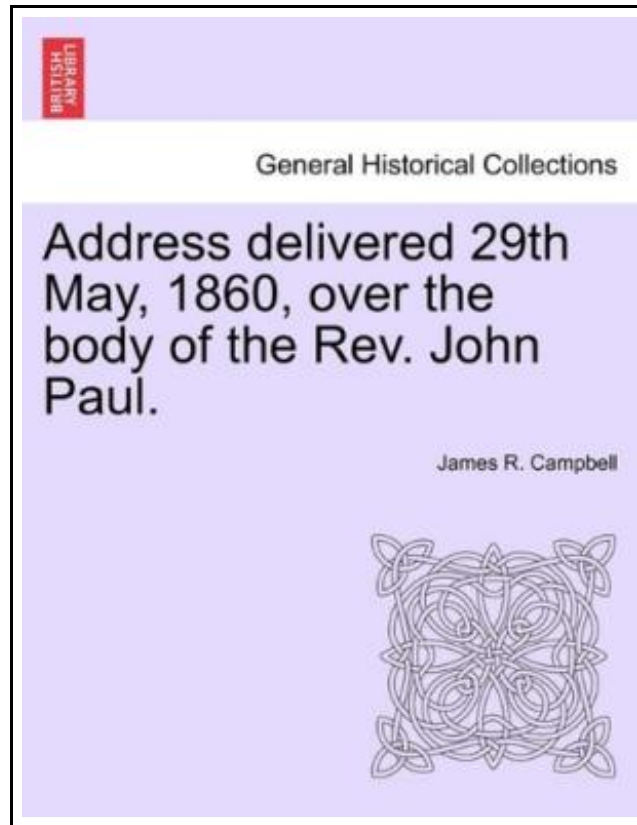 BRITISH
LIBRARY
General Historical Collections
Address delivered 29th
May, 1860, over the
body of the Rev. John
Paul.
James R. Campbell